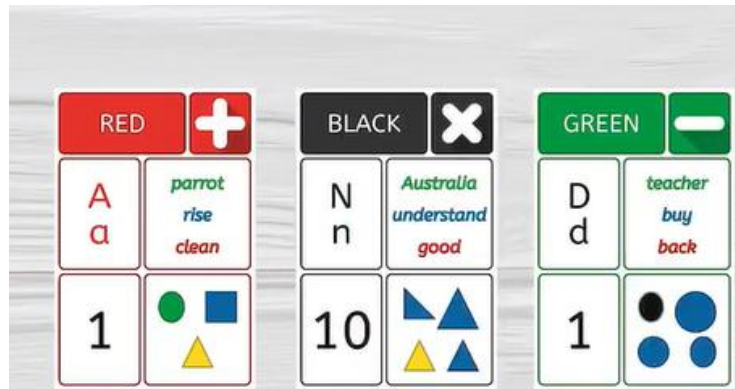 RED +
A
a
parrot
rise
clean
1
BLACK ×
N
n
Australia
understand
good
10
GREEN −
D
d
teacher
buy
back
1